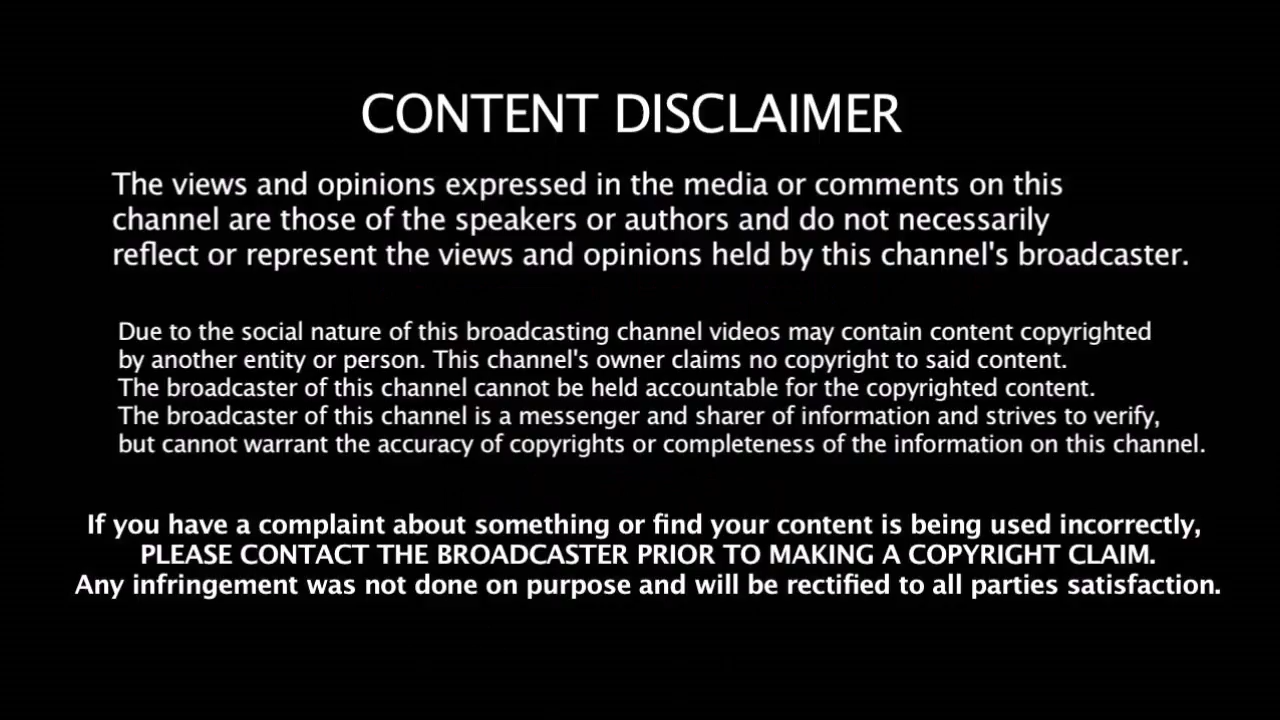 CONTENT DISCLAIMER
The views and opinions expressed in the media or comments on this
channel are those of the speakers or authors and do not necessarily
reflect or represent the views and opinions held by this channel's broadcaster.
Due to the social nature of this broadcasting channel videos may contain content copyrighted
by another entity or person. This channel's owner claims no copyright to said content.
The broadcaster of this channel cannot be held accountable for the copyrighted content.
The broadcaster of this channel is a messenger and sharer of information and strives to verify,
but cannot warrant the accuracy of copyrights or completeness of the information on this channel.
If you have a complaint about something or find your content is being used incorrectly,
PLEASE CONTACT THE BROADCASTER PRIOR TO MAKING A COPYRIGHT CLAIM.
Any infringement was not done on purpose and will be rectified to all parties satisfaction.